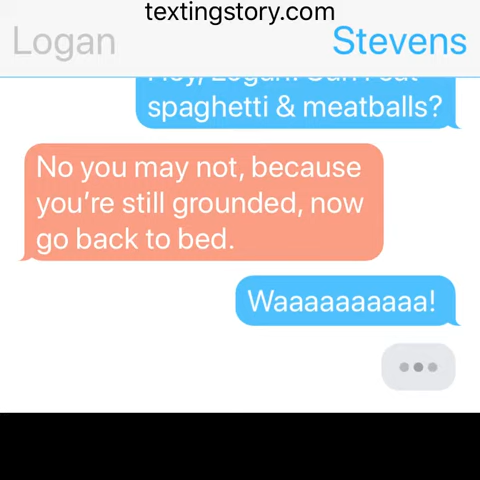 textingstory.com
Logan
Stevens
spaghetti & meatballs?
No you may not, because
you’re still grounded, now
go back to bed.
Waaaaaaaaaa!